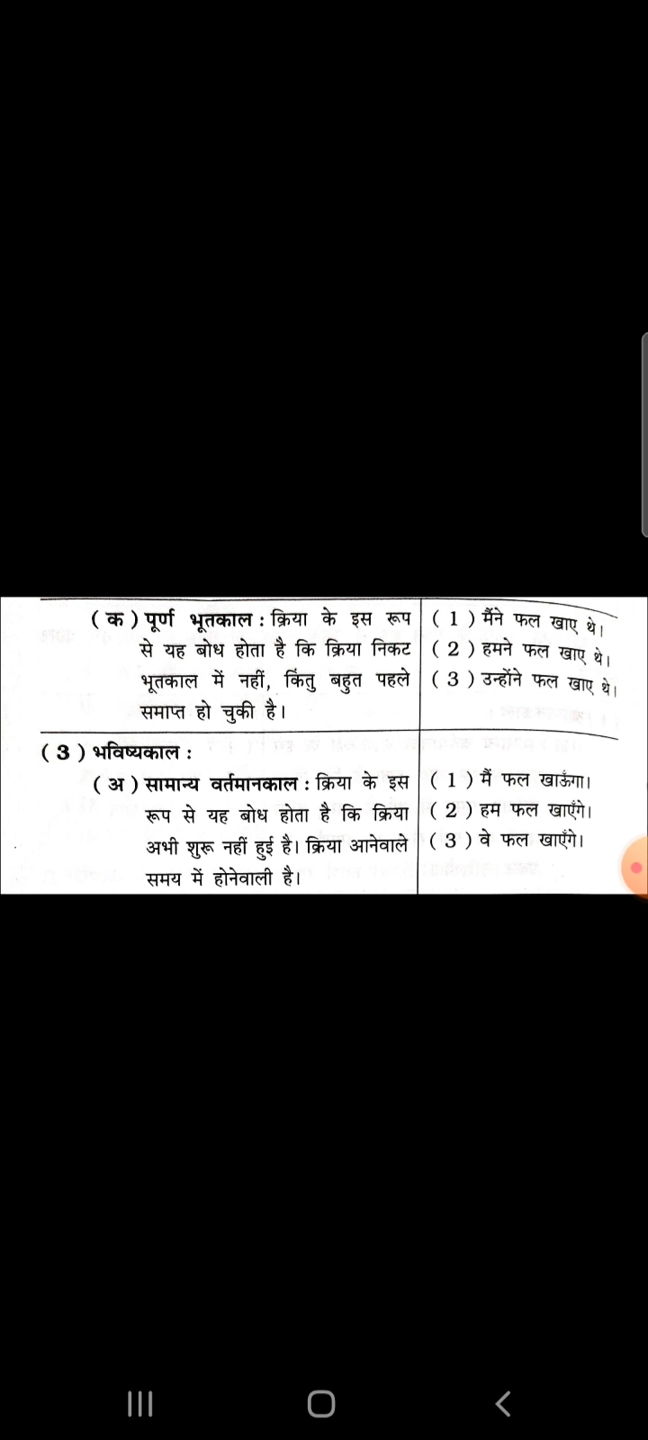 ( क ) पूर्ण भूतकाल : क्रिया के इस रूप
से यह बोध होता है कि क्रिया निकट
भूतकाल में नहीं, किंतु बहुत पहले
समाप्त हो चुकी है।
( 1 ) मैंने फल खाए थे।
( 2 ) हमने फल खाए थे।
( 3 ) उन्होंने फल खाए थे।
( 3 ) भविष्यकाल :
( अ ) सामान्य वर्तमानकाल : क्रिया के इस
रूप से यह बोध होता है कि क्रिया
अभी शुरू नहीं हुई है। क्रिया आनेवाले
समय में होनेवाली है।
( 1 ) मैं फल खाऊँगा।
( 2 ) हम फल खाएँगे।
( 3 ) वे फल खाएँगे।